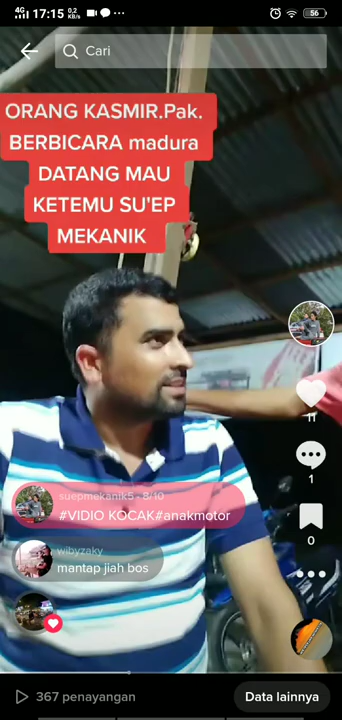 4G 17:15 0,2 KB/s 56
Cari
ORANG KASMIR.Pak.
BERBICARA madura
DATANG MAU
KETEMU SU'EP
MEKANIK
11
suepmekanik5 · 8/10
#VIDIO KOCAK#anakmotor
1
wibyzaky
mantap jiah bos
0
367 penayangan
Data lainnya